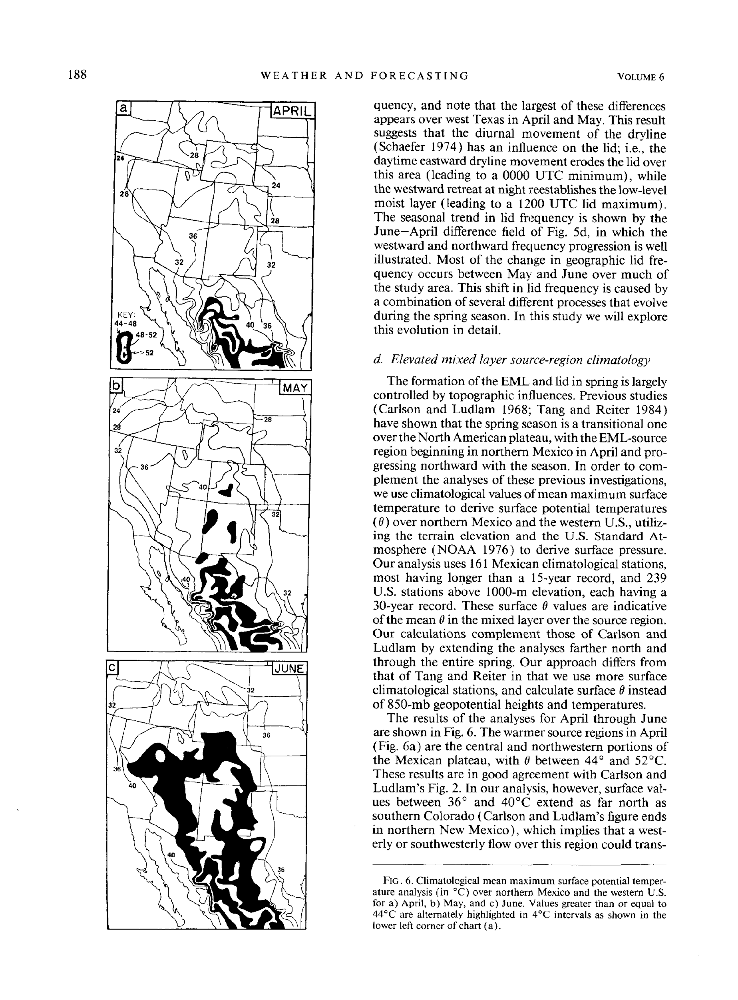 188
WEATHER AND FORECASTING
VOLUME 6
a
APRIL
28
24
24
28
28
36
32
32
KEY:
44-48
48-52
>52
40
36
b
MAY
24
28
28
32
36
40
32
40
32
c
JUNE
32
32
36
36
40
40
36
quency, and note that the largest of these differences
appears over west Texas in April and May. This result
suggests that the diurnal movement of the dryline
(Schaefer 1974) has an influence on the lid; i.e., the
daytime eastward dryline movement erodes the lid over
this area (leading to a 0000 UTC minimum), while
the westward retreat at night reestablishes the low-level
moist layer (leading to a 1200 UTC lid maximum).
The seasonal trend in lid frequency is shown by the
June–April difference field of Fig. 5d, in which the
westward and northward frequency progression is well
illustrated. Most of the change in geographic lid fre-
quency occurs between May and June over much of
the study area. This shift in lid frequency is caused by
a combination of several different processes that evolve
during the spring season. In this study we will explore
this evolution in detail.
d. Elevated mixed layer source-region climatology
The formation of the EML and lid in spring is largely
controlled by topographic influences. Previous studies
(Carlson and Ludlam 1968; Tang and Reiter 1984)
have shown that the spring season is a transitional one
over the North American plateau, with the EML-source
region beginning in northern Mexico in April and pro-
gressing northward with the season. In order to com-
plement the analyses of these previous investigations,
we use climatological values of mean maximum surface
temperature to derive surface potential temperatures
(θ) over northern Mexico and the western U.S., utiliz-
ing the terrain elevation and the U.S. Standard At-
mosphere (NOAA 1976) to derive surface pressure.
Our analysis uses 161 Mexican climatological stations,
most having longer than a 15-year record, and 239
U.S. stations above 1000-m elevation, each having a
30-year record. These surface θ values are indicative
of the mean θ in the mixed layer over the source region.
Our calculations complement those of Carlson and
Ludlam by extending the analyses farther north and
through the entire spring. Our approach differs from
that of Tang and Reiter in that we use more surface
climatological stations, and calculate surface θ instead
of 850-mb geopotential heights and temperatures.
The results of the analyses for April through June
are shown in Fig. 6. The warmer source regions in April
(Fig. 6a) are the central and northwestern portions of
the Mexican plateau, with θ between 44° and 52°C.
These results are in good agreement with Carlson and
Ludlam's Fig. 2. In our analysis, however, surface val-
ues between 36° and 40°C extend as far north as
southern Colorado (Carlson and Ludlam's figure ends
in northern New Mexico), which implies that a west-
erly or southwesterly flow over this region could trans-
FIG. 6. Climatological mean maximum surface potential temper-
ature analysis (in °C) over northern Mexico and the western U.S.
for a) April, b) May, and c) June. Values greater than or equal to
44°C are alternately highlighted in 4°C intervals as shown in the
lower left corner of chart (a).